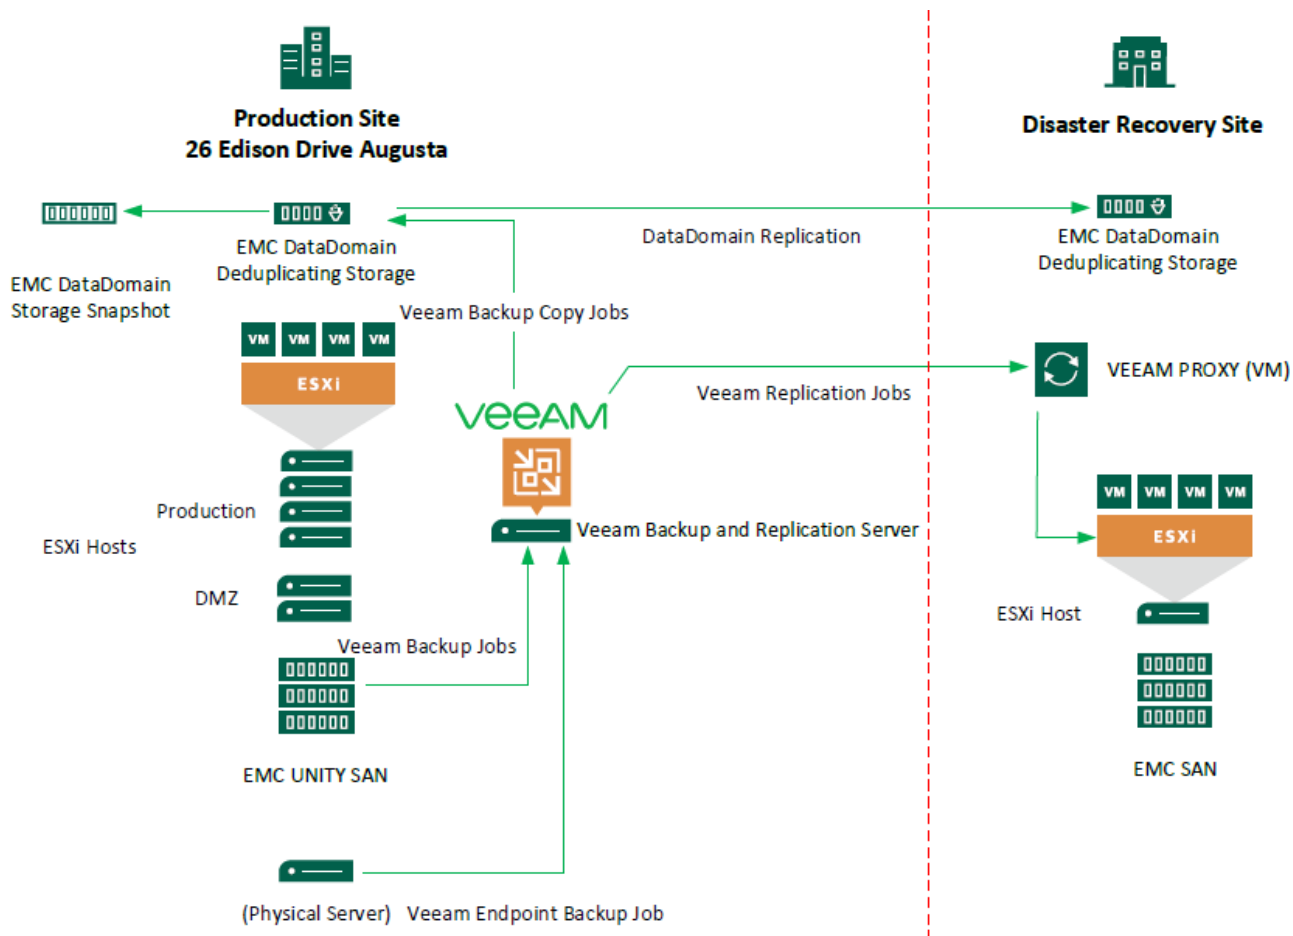 Production Site
26 Edison Drive Augusta
Disaster Recovery Site
EMC DataDomain
Deduplicating Storage
DataDomain Replication
EMC DataDomain
Deduplicating Storage
EMC DataDomain
Storage Snapshot
Veeam Backup Copy Jobs
VM VM VM VM
ESXi
VEEAM PROXY (VM)
Veeam Replication Jobs
veeAM
Production
ESXi Hosts
Veeam Backup and Replication Server
VM VM VM VM
ESXi
DMZ
ESXi Host
Veeam Backup Jobs
EMC UNITY SAN
EMC SAN
(Physical Server) Veeam Endpoint Backup Job